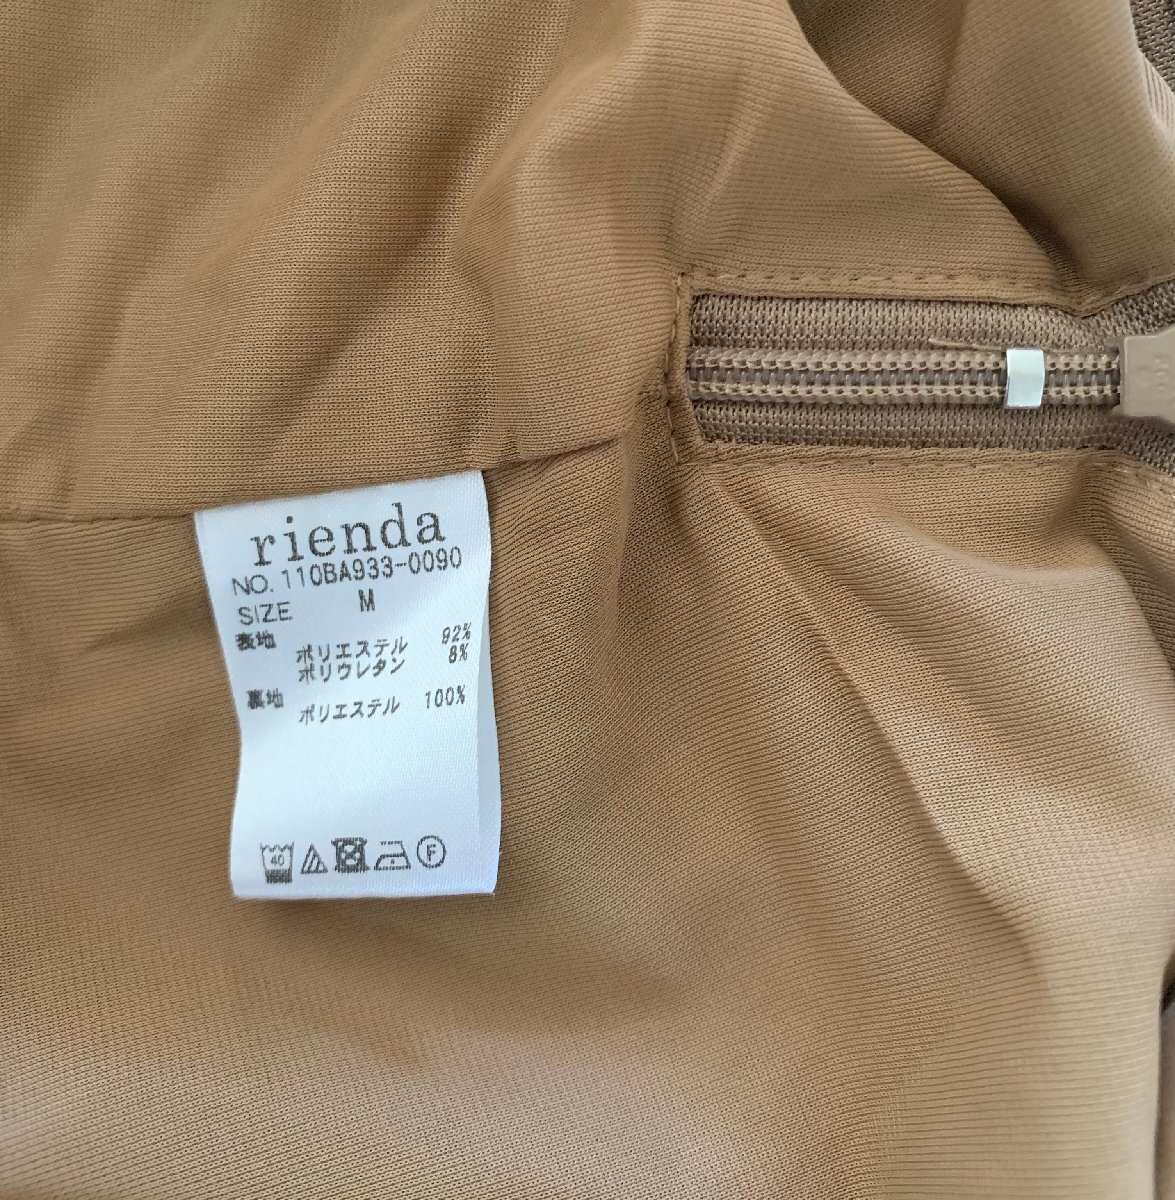 rienda
NO. 110BA933-0090
SIZE M
表地
ポリエステル 92%
ポリウレタン 8%
裏地
ポリエステル 100%
40 F